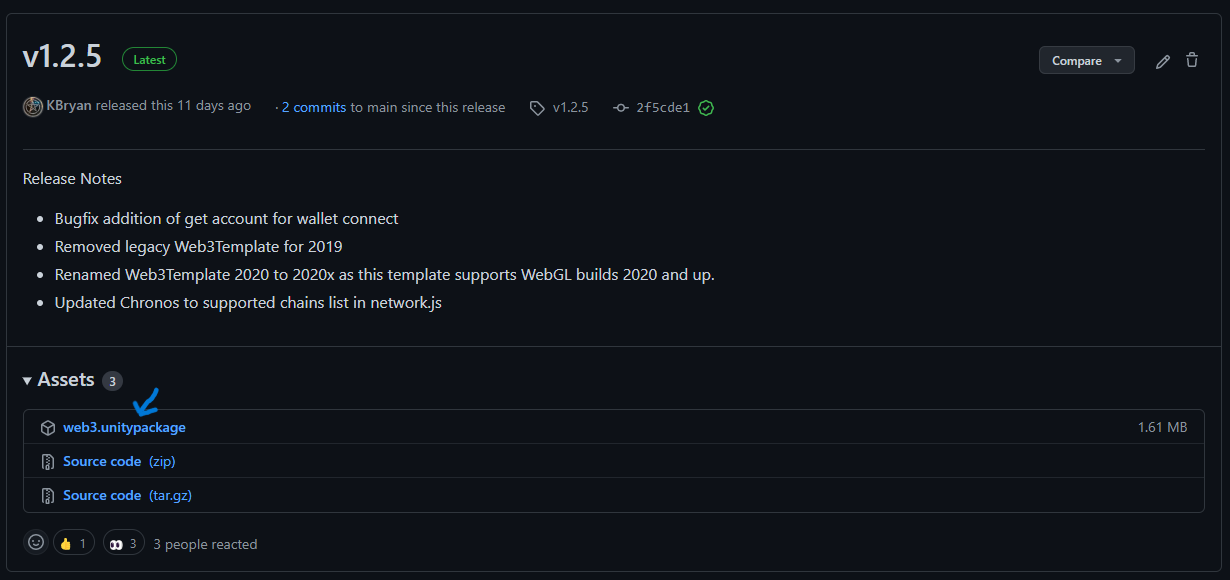 v1.2.5 Latest Compare
KBryan released this 11 days ago · 2 commits to main since this release v1.2.5 2f5cde1
Release Notes
• Bugfix addition of get account for wallet connect
• Removed legacy Web3Template for 2019
• Renamed Web3Template 2020 to 2020x as this template supports WebGL builds 2020 and up.
• Updated Chronos to supported chains list in network.js
Assets 3
web3.unitypackage 1.61 MB
Source code (zip)
Source code (tar.gz)
👍 1 👀 3 3 people reacted